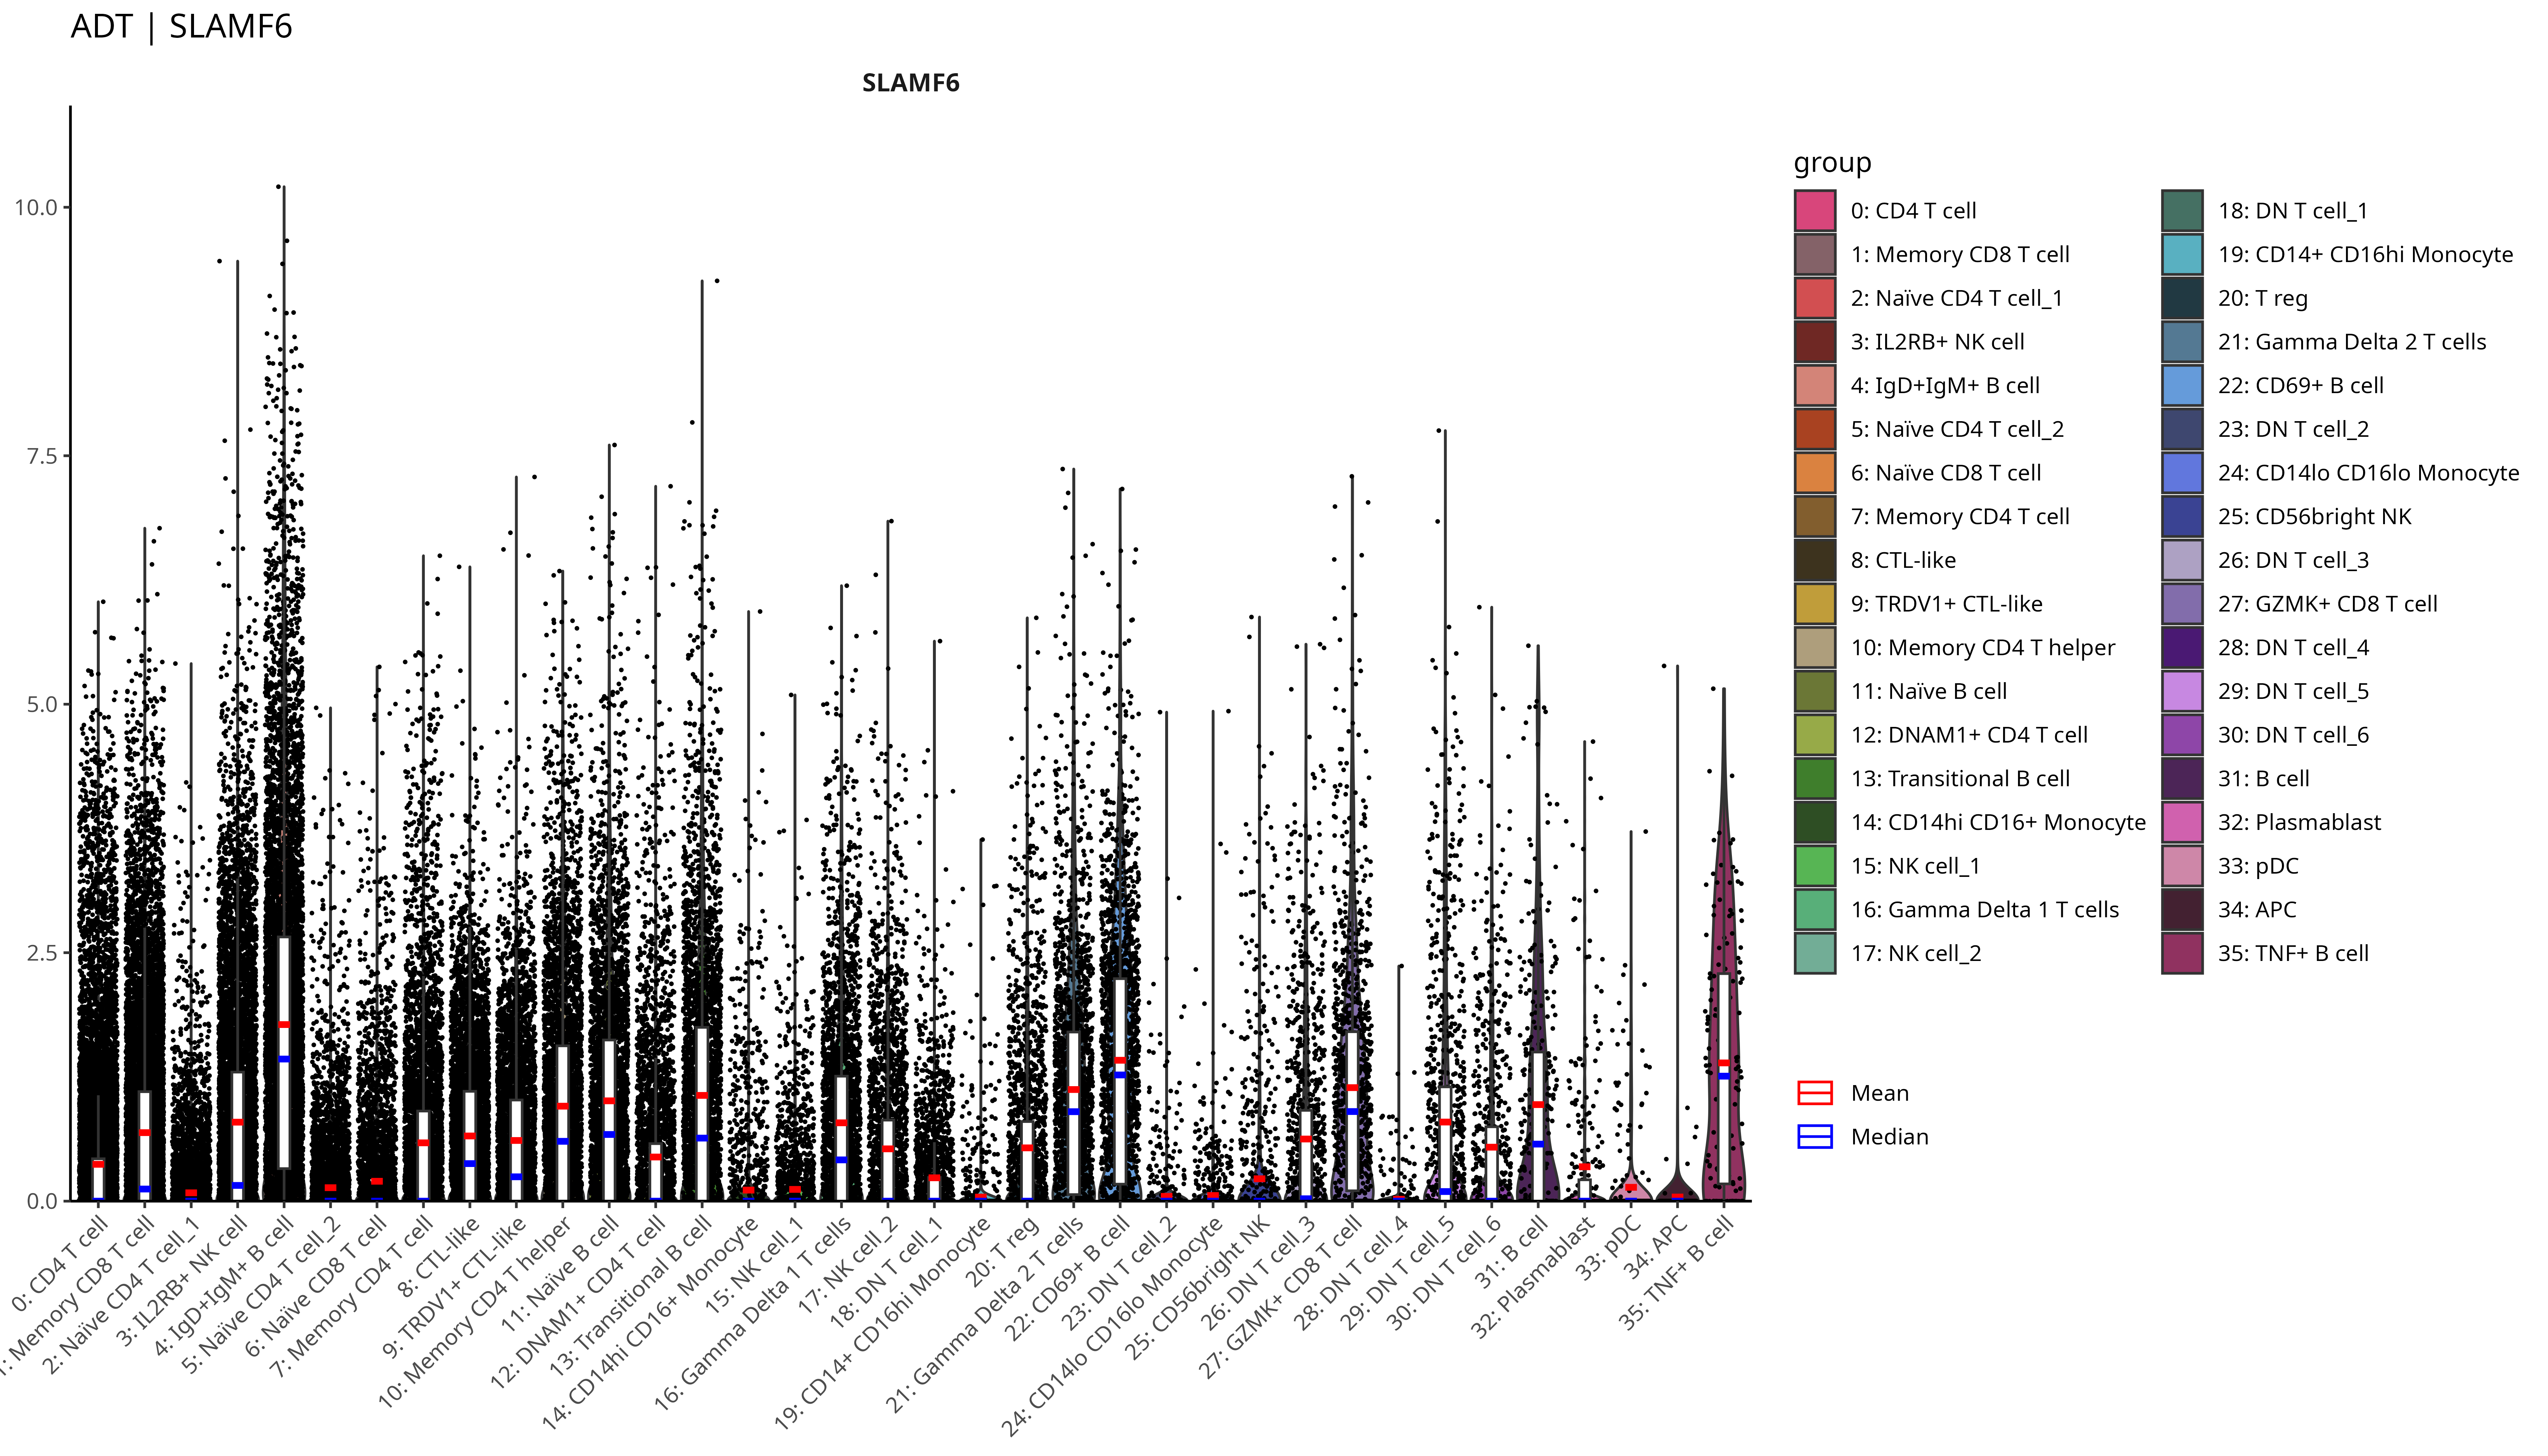 ADT | SLAMF6
SLAMF6
10.0
7.5
5.0
2.5
0.0
0: CD4 T cell
1: Memory CD8 T cell
2: Naïve CD4 T cell_1
3: IL2RB+ NK cell
4: IgD+IgM+ B cell
5: Naïve CD4 T cell_2
6: Naïve CD8 T cell
7: Memory CD4 T cell
8: CTL-like
9: TRDV1+ CTL-like
10: Memory CD4 T helper
11: Naïve B cell
12: DNAM1+ CD4 T cell
13: Transitional B cell
14: CD14hi CD16+ Monocyte
15: NK cell_1
16: Gamma Delta 1 T cells
17: NK cell_2
18: DN T cell_1
19: CD14+ CD16hi Monocyte
20: T reg
21: Gamma Delta 2 T cells
22: CD69+ B cell
23: DN T cell_2
24: CD14lo CD16lo Monocyte
25: CD56bright NK
26: DN T cell_3
27: GZMK+ CD8 T cell
28: DN T cell_4
29: DN T cell_5
30: DN T cell_6
31: B cell
32: Plasmablast
33: pDC
34: APC
35: TNF+ B cell
group
0: CD4 T cell
1: Memory CD8 T cell
2: Naïve CD4 T cell_1
3: IL2RB+ NK cell
4: IgD+IgM+ B cell
5: Naïve CD4 T cell_2
6: Naïve CD8 T cell
7: Memory CD4 T cell
8: CTL-like
9: TRDV1+ CTL-like
10: Memory CD4 T helper
11: Naïve B cell
12: DNAM1+ CD4 T cell
13: Transitional B cell
14: CD14hi CD16+ Monocyte
15: NK cell_1
16: Gamma Delta 1 T cells
17: NK cell_2
18: DN T cell_1
19: CD14+ CD16hi Monocyte
20: T reg
21: Gamma Delta 2 T cells
22: CD69+ B cell
23: DN T cell_2
24: CD14lo CD16lo Monocyte
25: CD56bright NK
26: DN T cell_3
27: GZMK+ CD8 T cell
28: DN T cell_4
29: DN T cell_5
30: DN T cell_6
31: B cell
32: Plasmablast
33: pDC
34: APC
35: TNF+ B cell
Mean
Median